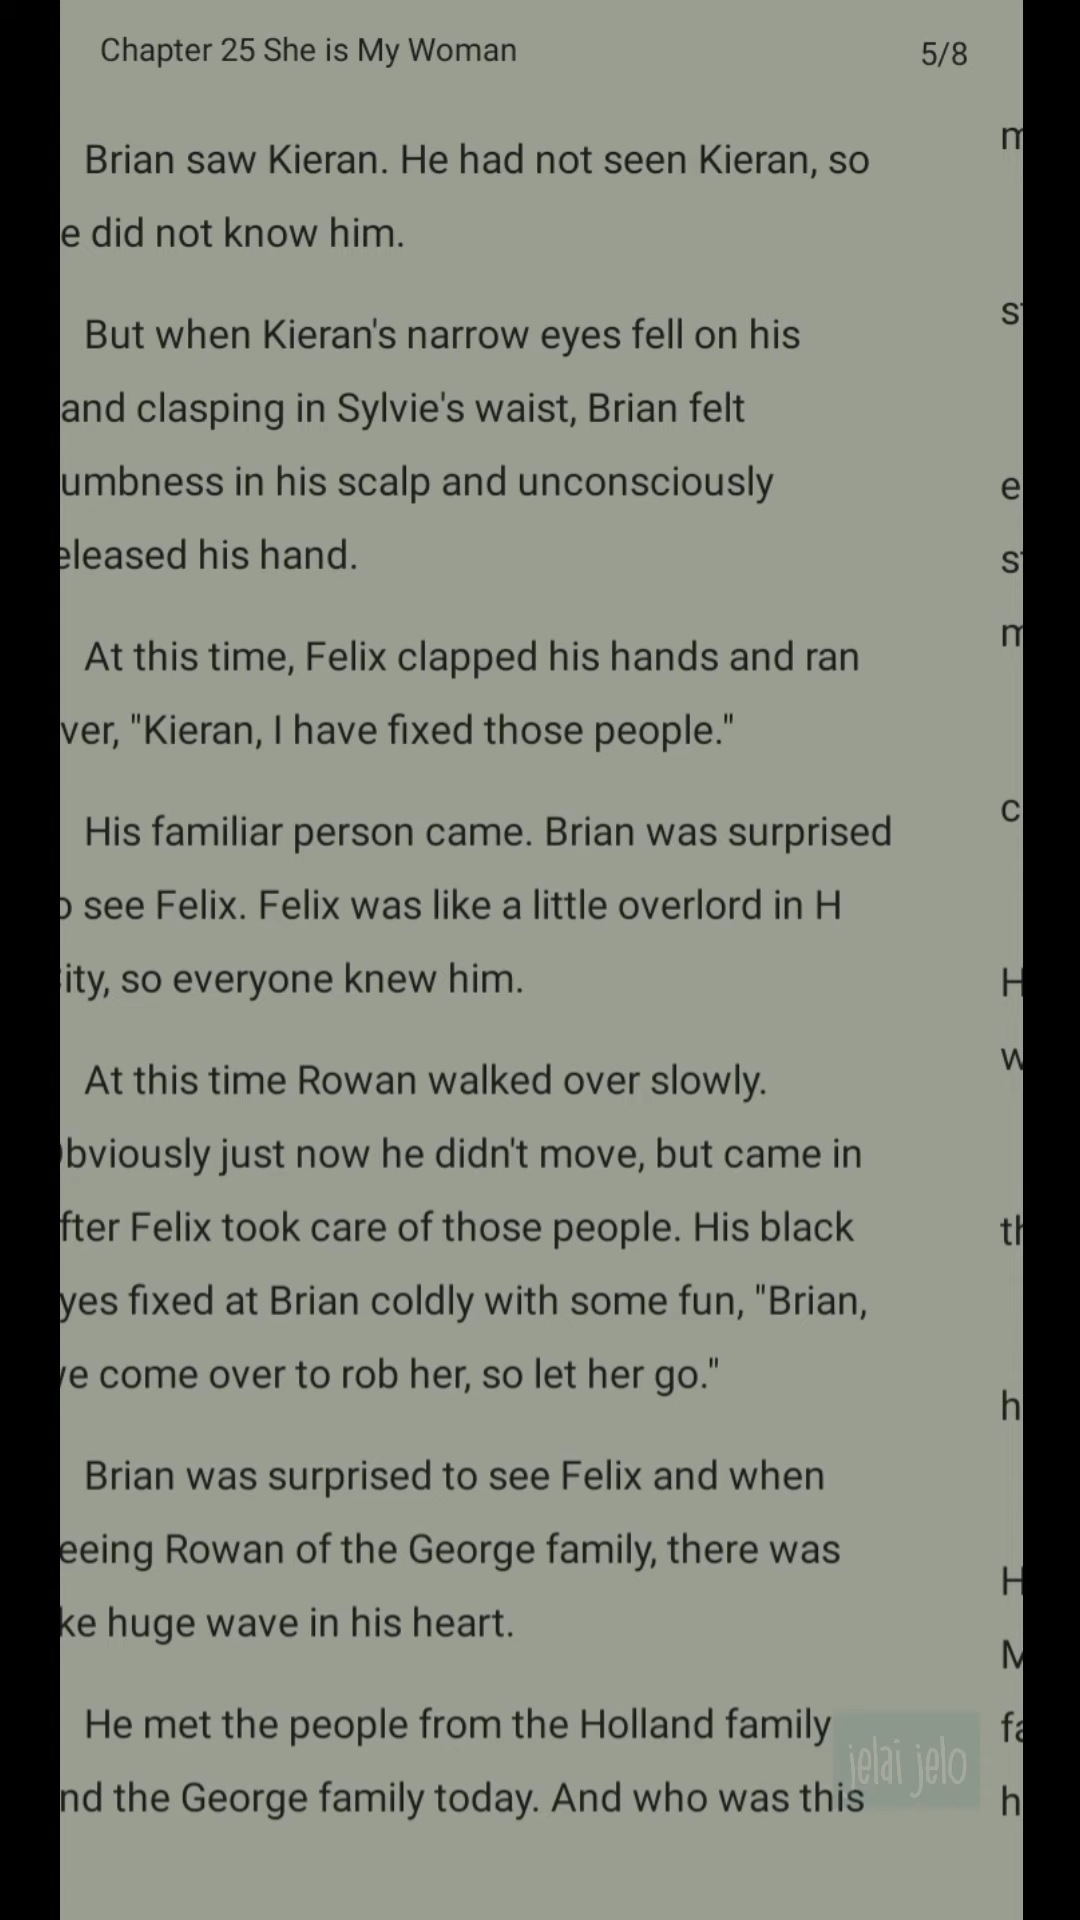 Chapter 25 She is My Woman
5/8
Brian saw Kieran. He had not seen Kieran, so
e did not know him.
But when Kieran's narrow eyes fell on his
and clasping in Sylvie's waist, Brian felt
umbness in his scalp and unconsciously
eleased his hand.
At this time, Felix clapped his hands and ran
ver, "Kieran, I have fixed those people."
His familiar person came. Brian was surprised
o see Felix. Felix was like a little overlord in H
ity, so everyone knew him.
At this time Rowan walked over slowly.
bviously just now he didn't move, but came in
fter Felix took care of those people. His black
yes fixed at Brian coldly with some fun, "Brian,
ve come over to rob her, so let her go."
Brian was surprised to see Felix and when
eeing Rowan of the George family, there was
ke huge wave in his heart.
He met the people from the Holland family
nd the George family today. And who was this
jelai jelo